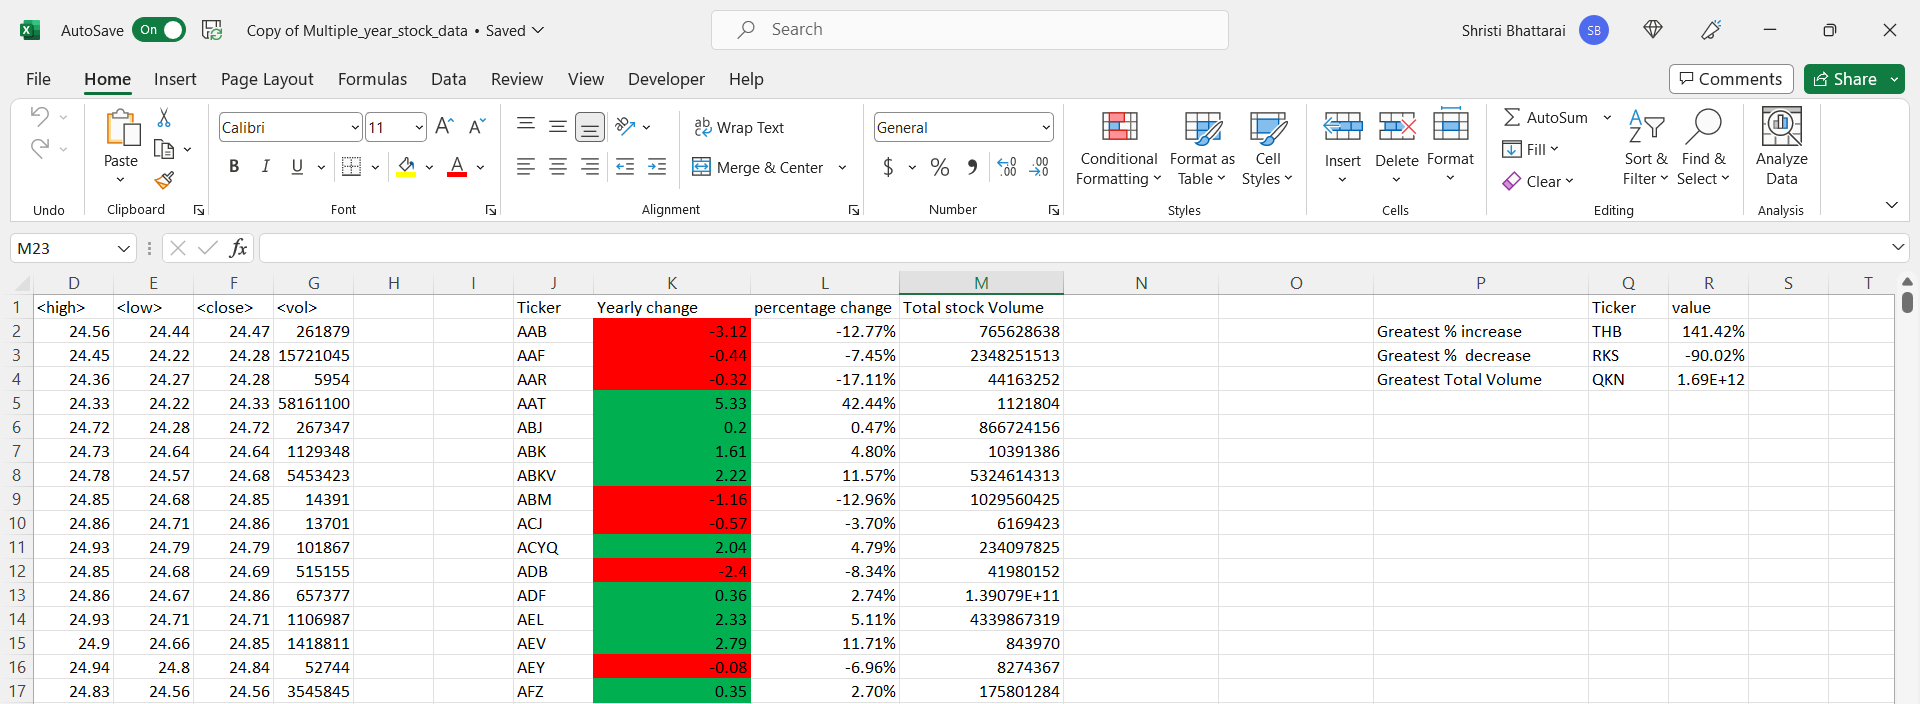 AutoSave On Copy of Multiple_year_stock_data • Saved Search Shristi Bhattarai SB
File Home Insert Page Layout Formulas Data Review View Developer Help Comments Share
Calibri 11 Wrap Text General AutoSum
Paste B I U A Merge & Center $ % Conditional Formatting Format as Table Cell Styles Insert Delete Format Fill Clear Sort & Filter Find & Select Analyze Data
Undo Clipboard Font Alignment Number Styles Cells Editing Analysis
M23 fx
D E F G H I J K L M N O P Q R S T
1 <high> <low> <close> <vol> Ticker Yearly change percentage change Total stock Volume Ticker value
2 24.56 24.44 24.47 261879 AAB -3.12 -12.77% 765628638 Greatest % increase THB 141.42%
3 24.45 24.22 24.28 15721045 AAF -0.44 -7.45% 2348251513 Greatest %  decrease RKS -90.02%
4 24.36 24.27 24.28 5954 AAR -0.32 -17.11% 44163252 Greatest Total Volume QKN 1.69E+12
5 24.33 24.22 24.33 58161100 AAT 5.33 42.44% 1121804
6 24.72 24.28 24.72 267347 ABJ 0.2 0.47% 866724156
7 24.73 24.64 24.64 1129348 ABK 1.61 4.80% 10391386
8 24.78 24.57 24.68 5453423 ABKV 2.22 11.57% 5324614313
9 24.85 24.68 24.85 14391 ABM -1.16 -12.96% 1029560425
10 24.86 24.71 24.86 13701 ACJ -0.57 -3.70% 6169423
11 24.93 24.79 24.79 101867 ACYQ 2.04 4.79% 234097825
12 24.85 24.68 24.69 515155 ADB -2.4 -8.34% 41980152
13 24.86 24.67 24.86 657377 ADF 0.36 2.74% 1.39079E+11
14 24.93 24.71 24.71 1106987 AEL 2.33 5.11% 4339867319
15 24.9 24.66 24.85 1418811 AEV 2.79 11.71% 843970
16 24.94 24.8 24.84 52744 AEY -0.08 -6.96% 8274367
17 24.83 24.56 24.56 3545845 AFZ 0.35 2.70% 175801284